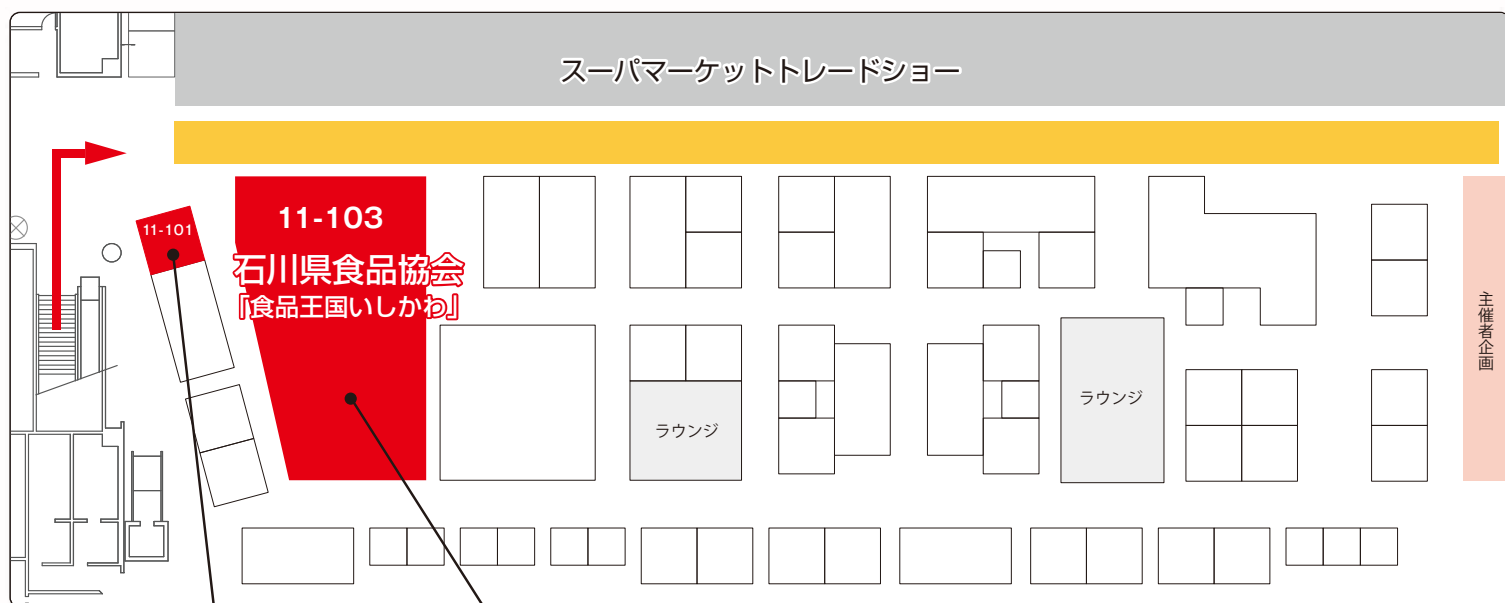 スーパマーケットトレードショー
11-101
11-103
石川県食品協会
「食品王国いしかわ」
ラウンジ
ラウンジ
主催者企画